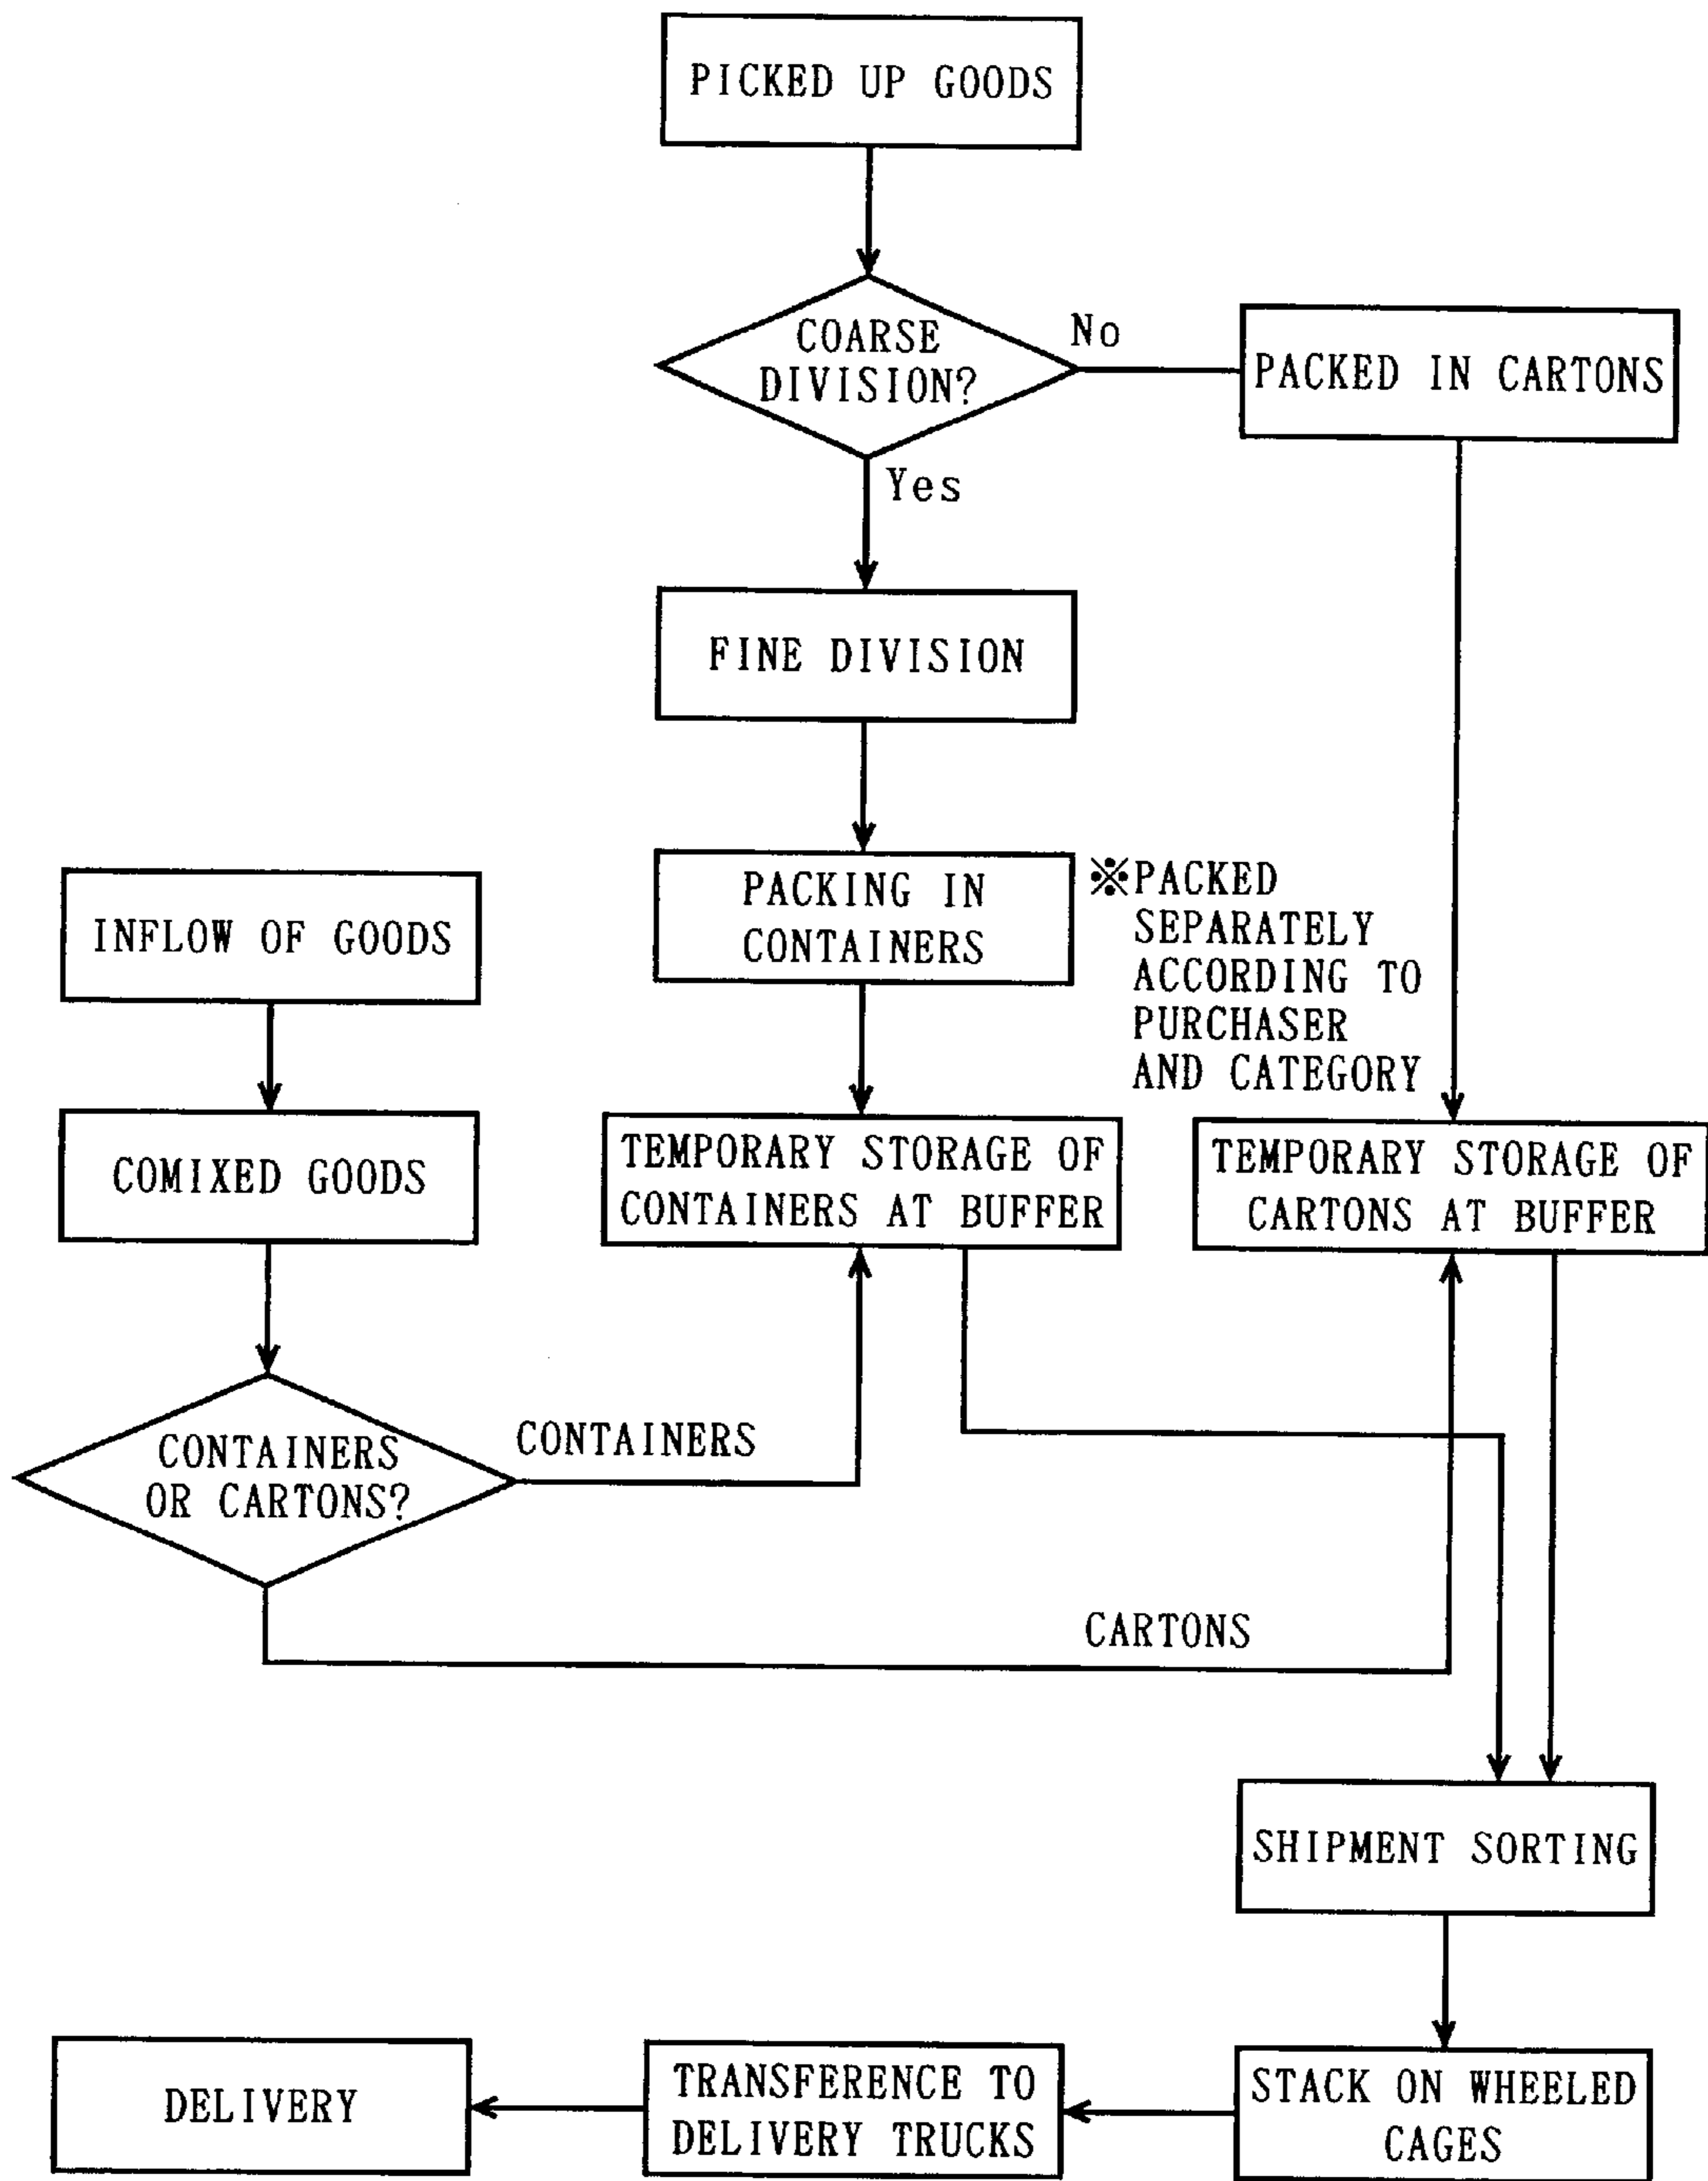 PICKED UP GOODS
COARSE
DIVISION?
No
PACKED IN CARTONS
Yes
FINE DIVISION
PACKING IN
CONTAINERS
※PACKED
SEPARATELY
ACCORDING TO
PURCHASER
AND CATEGORY
INFLOW OF GOODS
COMIXED GOODS
TEMPORARY STORAGE OF
CONTAINERS AT BUFFER
TEMPORARY STORAGE OF
CARTONS AT BUFFER
CONTAINERS
OR CARTONS?
CONTAINERS
CARTONS
SHIPMENT SORTING
STACK ON WHEELED
CAGES
TRANSFERENCE TO
DELIVERY TRUCKS
DELIVERY